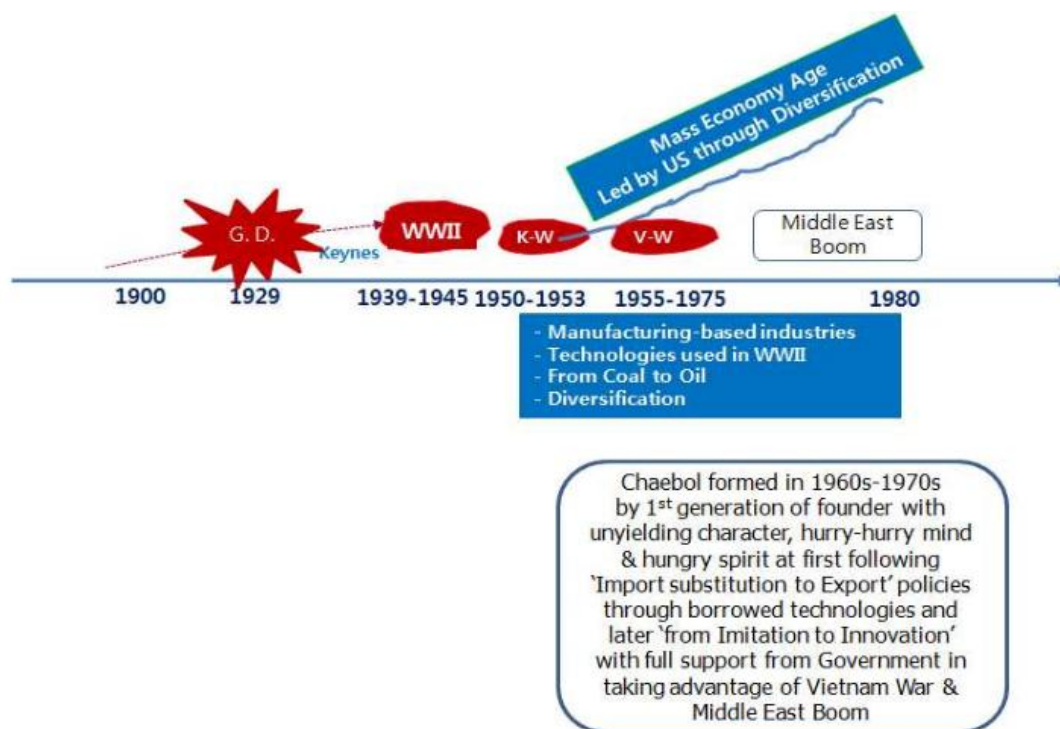 Mass Economy Age
Led by US through Diversification
G. D.
Keynes
WWII
K-W
V-W
Middle East
Boom
1900
1929
1939-1945
1950-1953
1955-1975
1980
- Manufacturing-based industries
- Technologies used in WWII
- From Coal to Oil
- Diversification
Chaebol formed in 1960s-1970s
by 1st generation of founder with
unyielding character, hurry-hurry mind
& hungry spirit at first following
‘Import substitution to Export’ policies
through borrowed technologies and
later ‘from Imitation to Innovation’
with full support from Government in
taking advantage of Vietnam War &
Middle East Boom